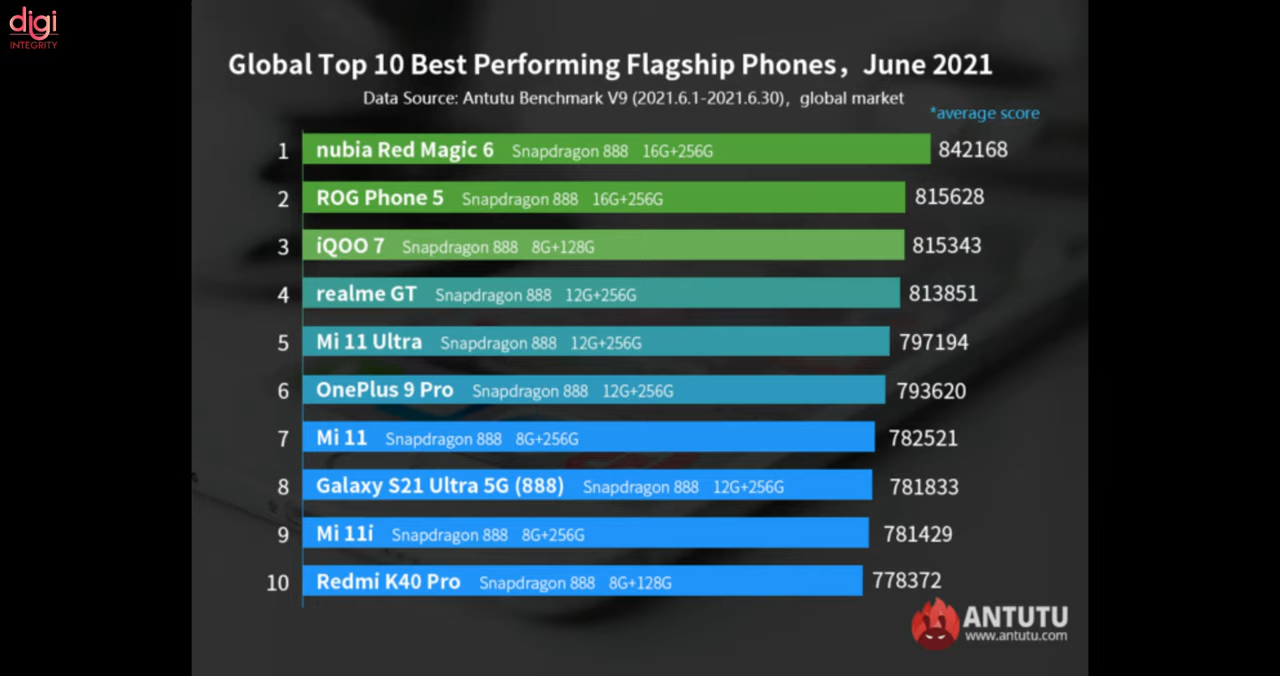 digi
INTEGRITY
Global Top 10 Best Performing Flagship Phones, June 2021
Data Source: Antutu Benchmark V9 (2021.6.1-2021.6.30), global market
*average score
1 nubia Red Magic 6 Snapdragon 888 16G+256G 842168
2 ROG Phone 5 Snapdragon 888 16G+256G 815628
3 iQOO 7 Snapdragon 888 8G+128G 815343
4 realme GT Snapdragon 888 12G+256G 813851
5 Mi 11 Ultra Snapdragon 888 12G+256G 797194
6 OnePlus 9 Pro Snapdragon 888 12G+256G 793620
7 Mi 11 Snapdragon 888 8G+256G 782521
8 Galaxy S21 Ultra 5G (888) Snapdragon 888 12G+256G 781833
9 Mi 11i Snapdragon 888 8G+256G 781429
10 Redmi K40 Pro Snapdragon 888 8G+128G 778372
ANTUTU
www.antutu.com